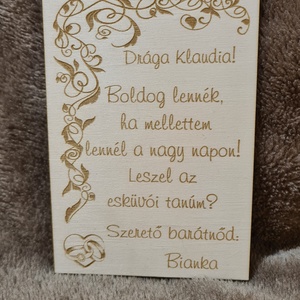 Drága Klaudia!
Boldog lennék,
ha mellettem
lennél a nagy napon!
Leszel az
esküvői tanúm?
Szerető barátnőd:
Bianka